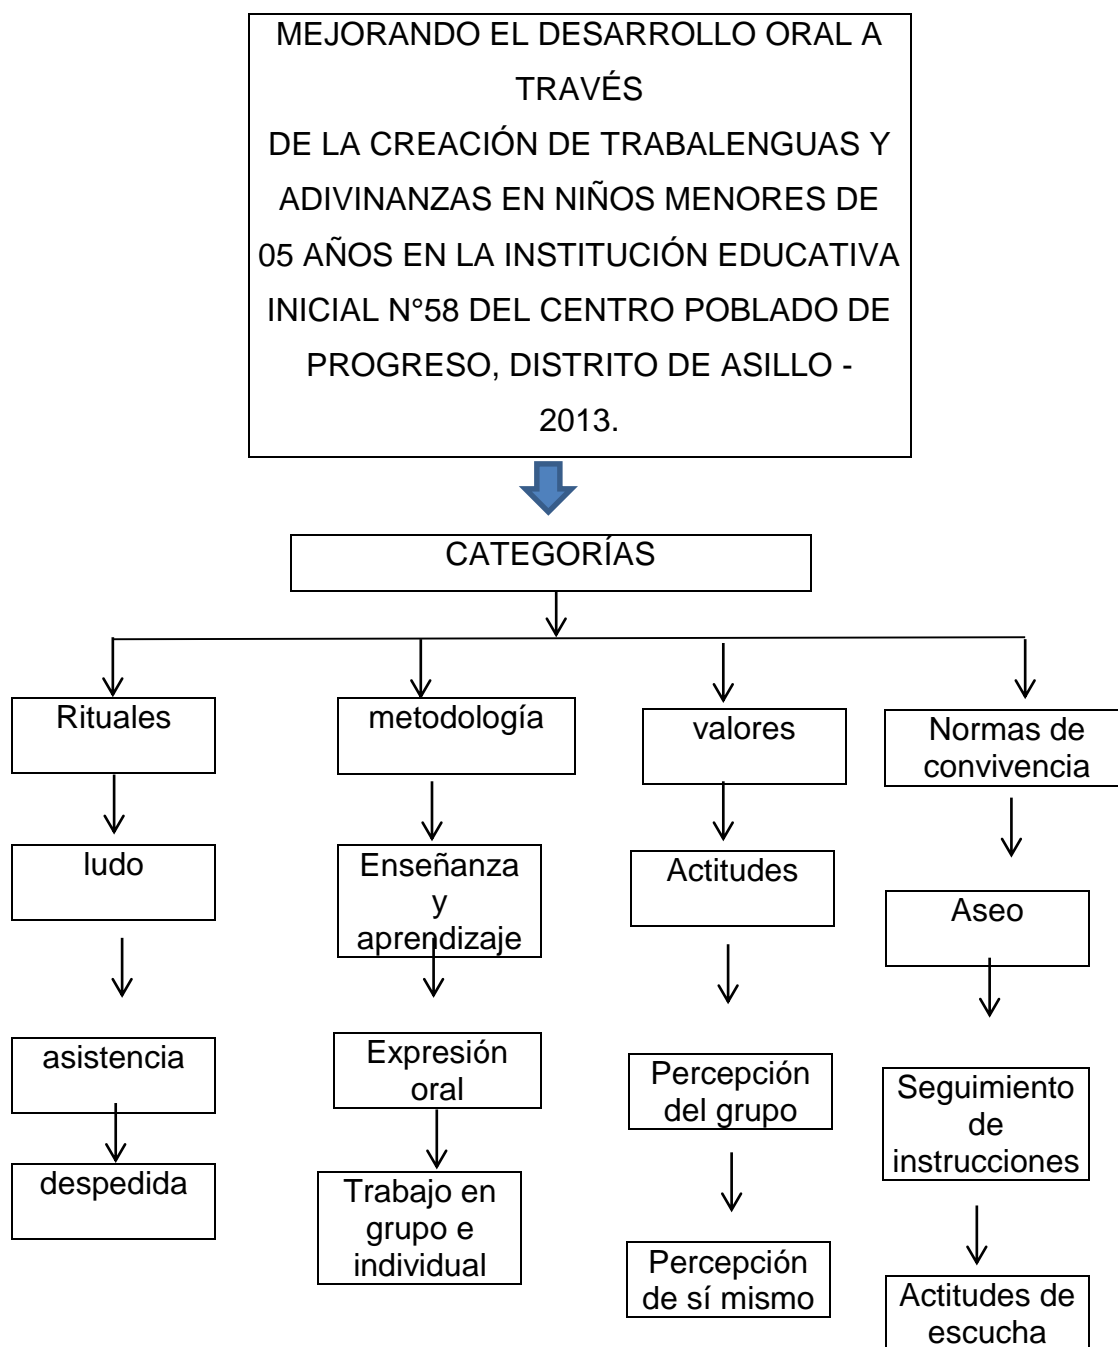 MEJORANDO EL DESARROLLO ORAL A
TRAVÉS
DE LA CREACIÓN DE TRABALENGUAS Y
ADIVINANZAS EN NIÑOS MENORES DE
05 AÑOS EN LA INSTITUCIÓN EDUCATIVA
INICIAL N°58 DEL CENTRO POBLADO DE
PROGRESO, DISTRITO DE ASILLO -
2013.
CATEGORÍAS
Rituales
ludo
asistencia
despedida
metodología
Enseñanza
y
aprendizaje
Expresión
oral
Trabajo en
grupo e
individual
valores
Actitudes
Percepción
del grupo
Percepción
de sí mismo
Normas de
convivencia
Aseo
Seguimiento
de
instrucciones
Actitudes de
escucha